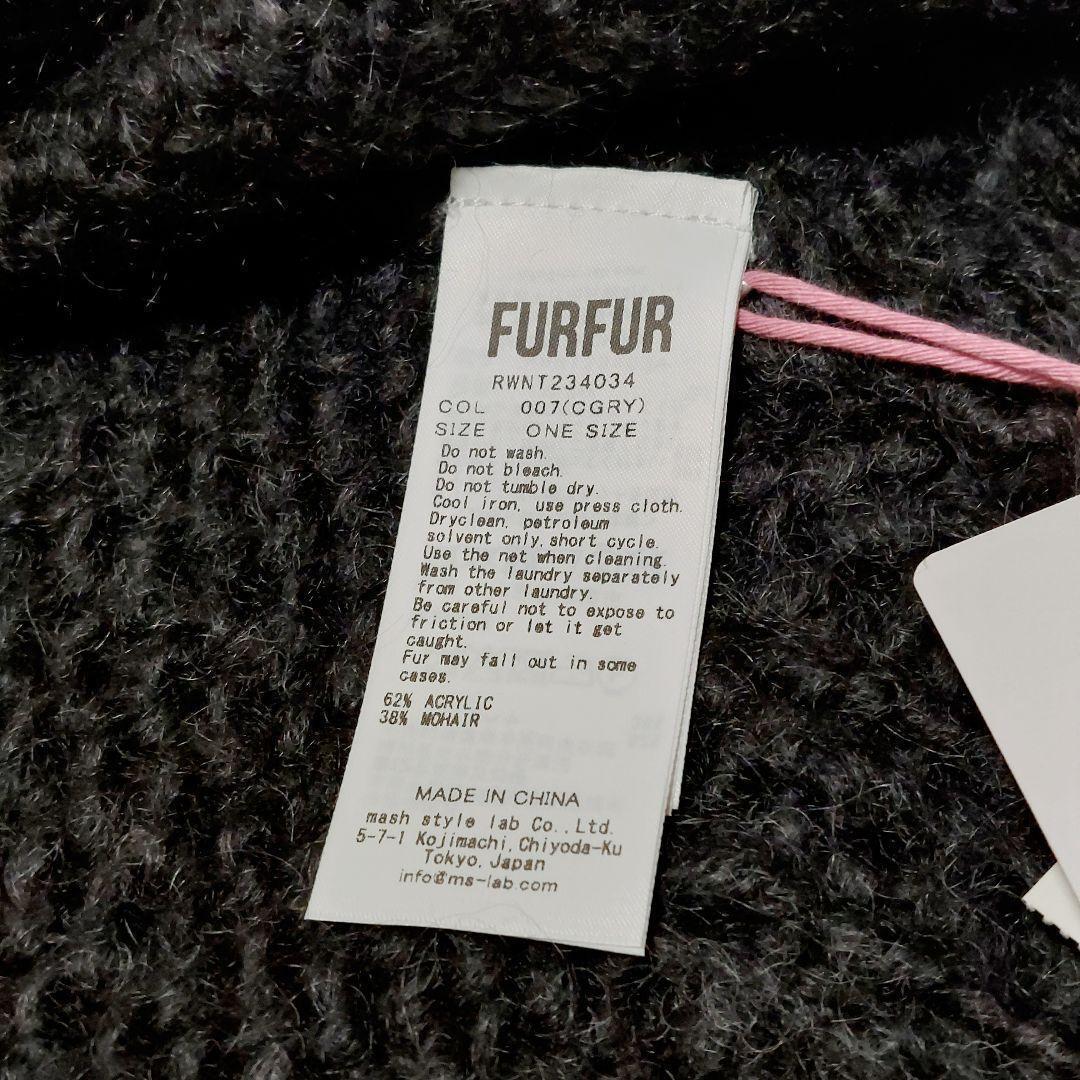 FURFUR
RWNT234034
COL 007(CGRY)
SIZE ONE SIZE
Do not wash.
Do not bleach.
Do not tumble dry.
Cool iron, use press cloth.
Dryclean, petroleum
solvent only, short cycle.
Use the net when cleaning.
Wash the laundry separately
from other laundry.
Be careful not to expose to
friction or let it get
caught.
Fur may fall out in some
cases.
62% ACRYLIC
38% MOHAIR
MADE IN CHINA
mash style lab Co.,Ltd.
5-7-1 Kojimachi, Chiyoda-Ku
Tokyo, Japan
info@ms-lab.com